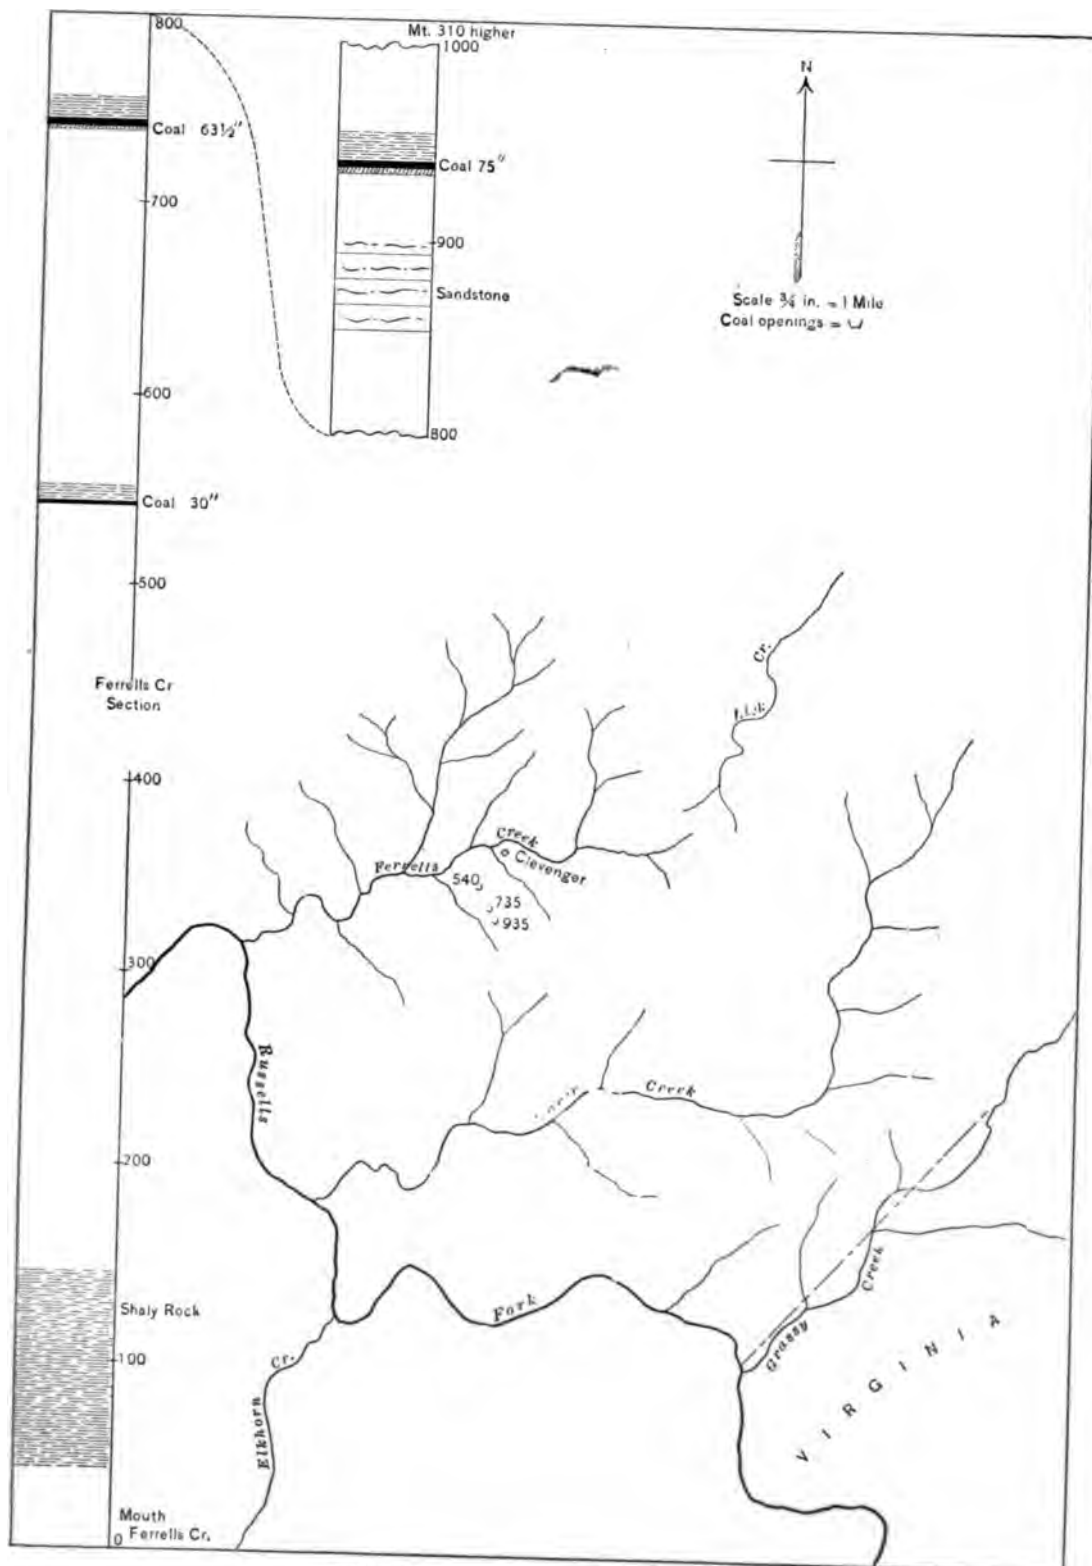 800
Mt. 310 higher
1000
N
Coal 63½"
Coal 75"
700
900
Sandstone
Scale ¾ in. = 1 Mile
Coal openings =
600
800
Coal 30"
500
Cr.
Lick
Ferrells Cr
Section
400
Creek
Clevenger
Ferrells
540
735
935
300
Russells
Creek
200
Shaly Rock
Fork
Creek
Grassy
100
Cr.
Elkhorn
VIRGINIA
Mouth
Ferrells Cr.
0